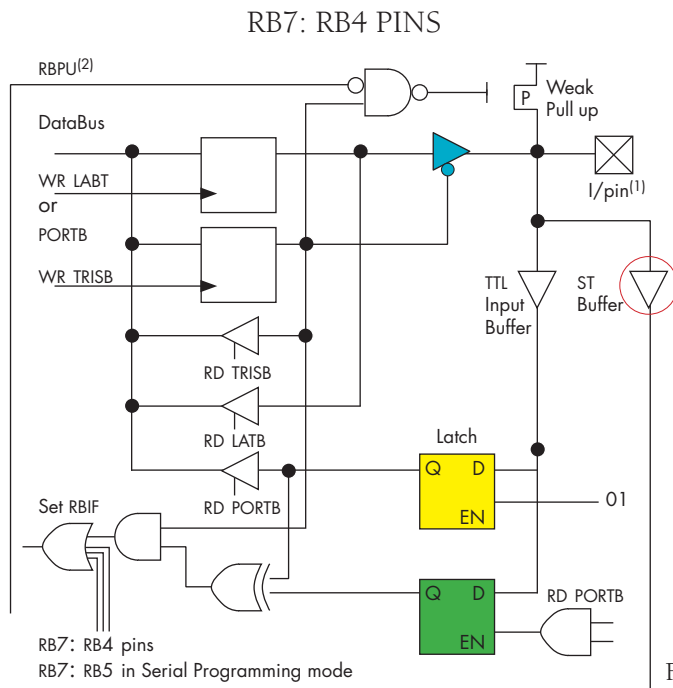 RB7: RB4 PINS
RBPU(2)
P
Weak
Pull up
DataBus
WR LABT
or
PORTB
WR TRISB
I/pin(1)
TTL
Input
Buffer
ST
Buffer
RD TRISB
RD LATB
RD PORTB
Latch
Q D
EN
01
Set RBIF
Q D
EN
RD PORTB
RB7: RB4 pins
RB7: RB5 in Serial Programming mode